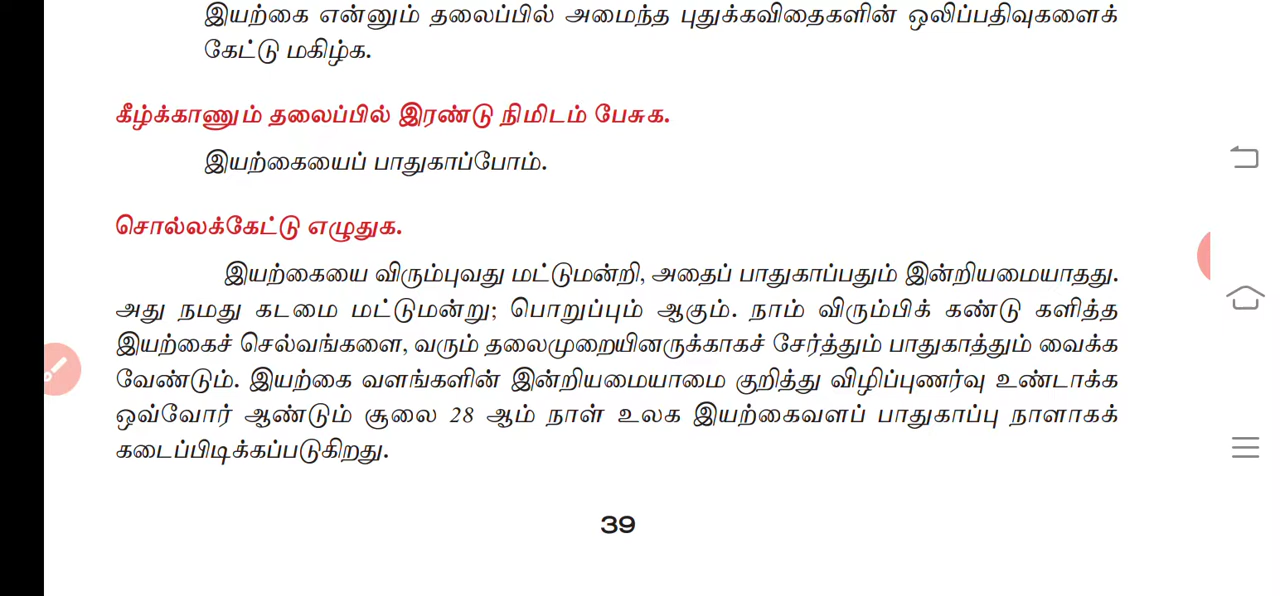 இயற்கை என்னும் தலைப்பில் அமைந்த புதுக்கவிதைகளின் ஒலிப்பதிவுகளைக்
கேட்டு மகிழ்க.
கீழ்க்காணும் தலைப்பில் இரண்டு நிமிடம் பேசுக.
இயற்கையைப் பாதுகாப்போம்.
சொல்லக்கேட்டு எழுதுக.
இயற்கையை விரும்புவது மட்டுமன்றி, அதைப் பாதுகாப்பதும் இன்றியமையாதது.
அது நமது கடமை மட்டுமன்று; பொறுப்பும் ஆகும். நாம் விரும்பிக் கண்டு களித்த
இயற்கைச் செல்வங்களை, வரும் தலைமுறையினருக்காகச் சேர்த்தும் பாதுகாத்தும் வைக்க
வேண்டும். இயற்கை வளங்களின் இன்றியமையாமை குறித்து விழிப்புணர்வு உண்டாக்க
ஒவ்வோர் ஆண்டும் சூலை 28 ஆம் நாள் உலக இயற்கைவளப் பாதுகாப்பு நாளாகக்
கடைப்பிடிக்கப்படுகிறது.
39